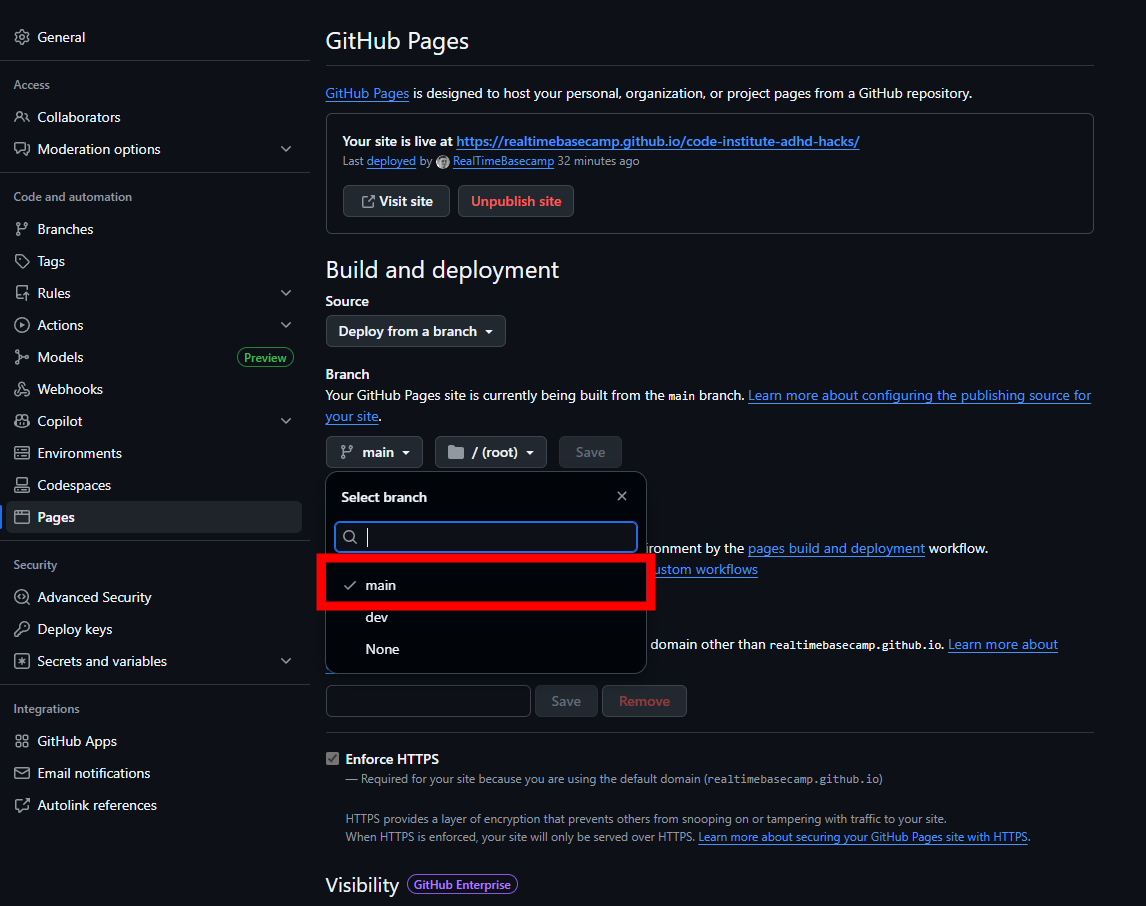 General
Access
Collaborators
Moderation options
Code and automation
Branches
Tags
Rules
Actions
Models Preview
Webhooks
Copilot
Environments
Codespaces
Pages
Security
Advanced Security
Deploy keys
Secrets and variables
Integrations
GitHub Apps
Email notifications
Autolink references
GitHub Pages
GitHub Pages is designed to host your personal, organization, or project pages from a GitHub repository.
Your site is live at https://realtimebasecamp.github.io/code-institute-adhd-hacks/
Last deployed by RealTimeBasecamp 32 minutes ago
Visit site Unpublish site
Build and deployment
Source
Deploy from a branch
Branch
Your GitHub Pages site is currently being built from the main branch. Learn more about configuring the publishing source for
your site.
main / (root) Save
Select branch
main
dev
None
ironment by the pages build and deployment workflow.
ustom workflows
domain other than realtimebasecamp.github.io. Learn more about
Save Remove
Enforce HTTPS
— Required for your site because you are using the default domain (realtimebasecamp.github.io)
HTTPS provides a layer of encryption that prevents others from snooping on or tampering with traffic to your site.
When HTTPS is enforced, your site will only be served over HTTPS. Learn more about securing your GitHub Pages site with HTTPS.
Visibility GitHub Enterprise